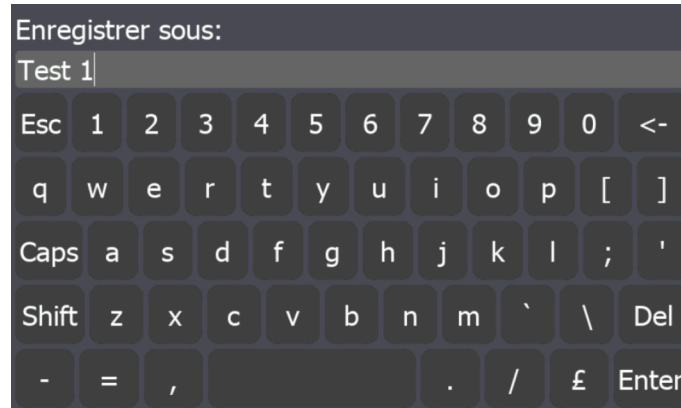 Enregistrer sous:
Test 1
Esc 1 2 3 4 5 6 7 8 9 0 <-
q w e r t y u i o p [ ]
Caps a s d f g h j k l ; '
Shift z x c v b n m ` \ Del
- = , . / £ Enter